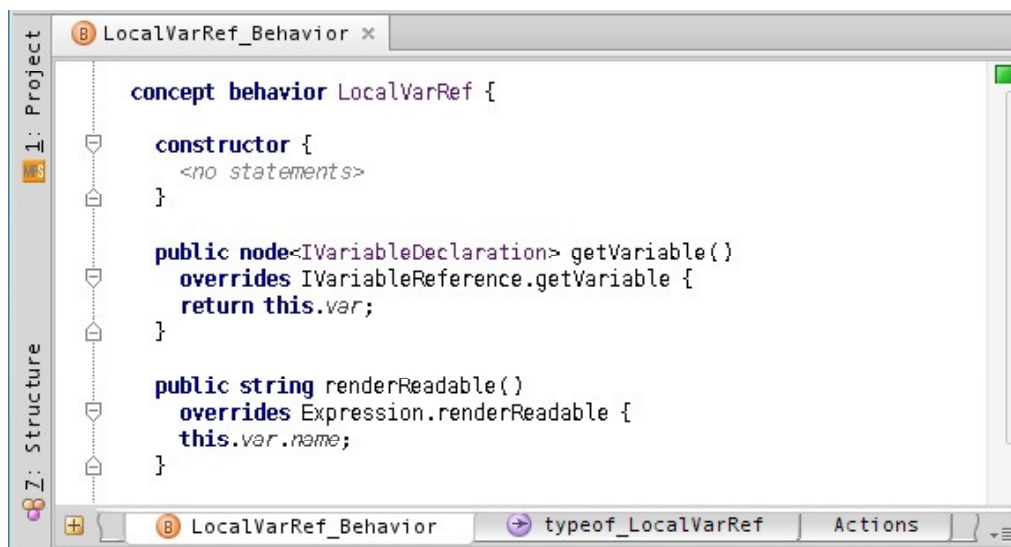 LocalVarRef_Behavior ×
1: Project
MPS
7: Structure
concept behavior LocalVarRef {
constructor {
<no statements>
}
public node<IVariableDeclaration> getVariable()
overrides IVariableReference.getVariable {
return this.var;
}
public string renderReadable()
overrides Expression.renderReadable {
this.var.name;
}
B LocalVarRef_Behavior
typeof_LocalVarRef
Actions